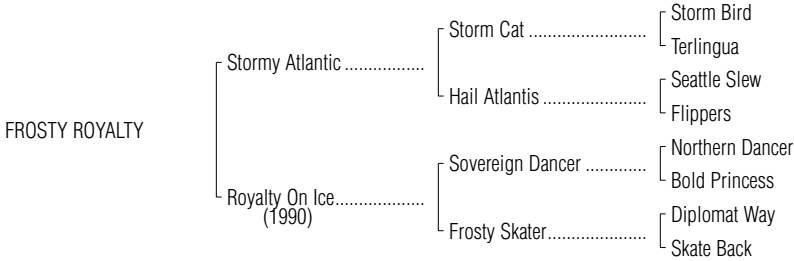 Storm Bird
Storm Cat ........................
Terlingua
Stormy Atlantic .................
Seattle Slew
Hail Atlantis ......................
Flippers
FROSTY ROYALTY
Northern Dancer
Sovereign Dancer .............
Bold Princess
Royalty On Ice...................
(1990)
Diplomat Way
Frosty Skater.....................
Skate Back